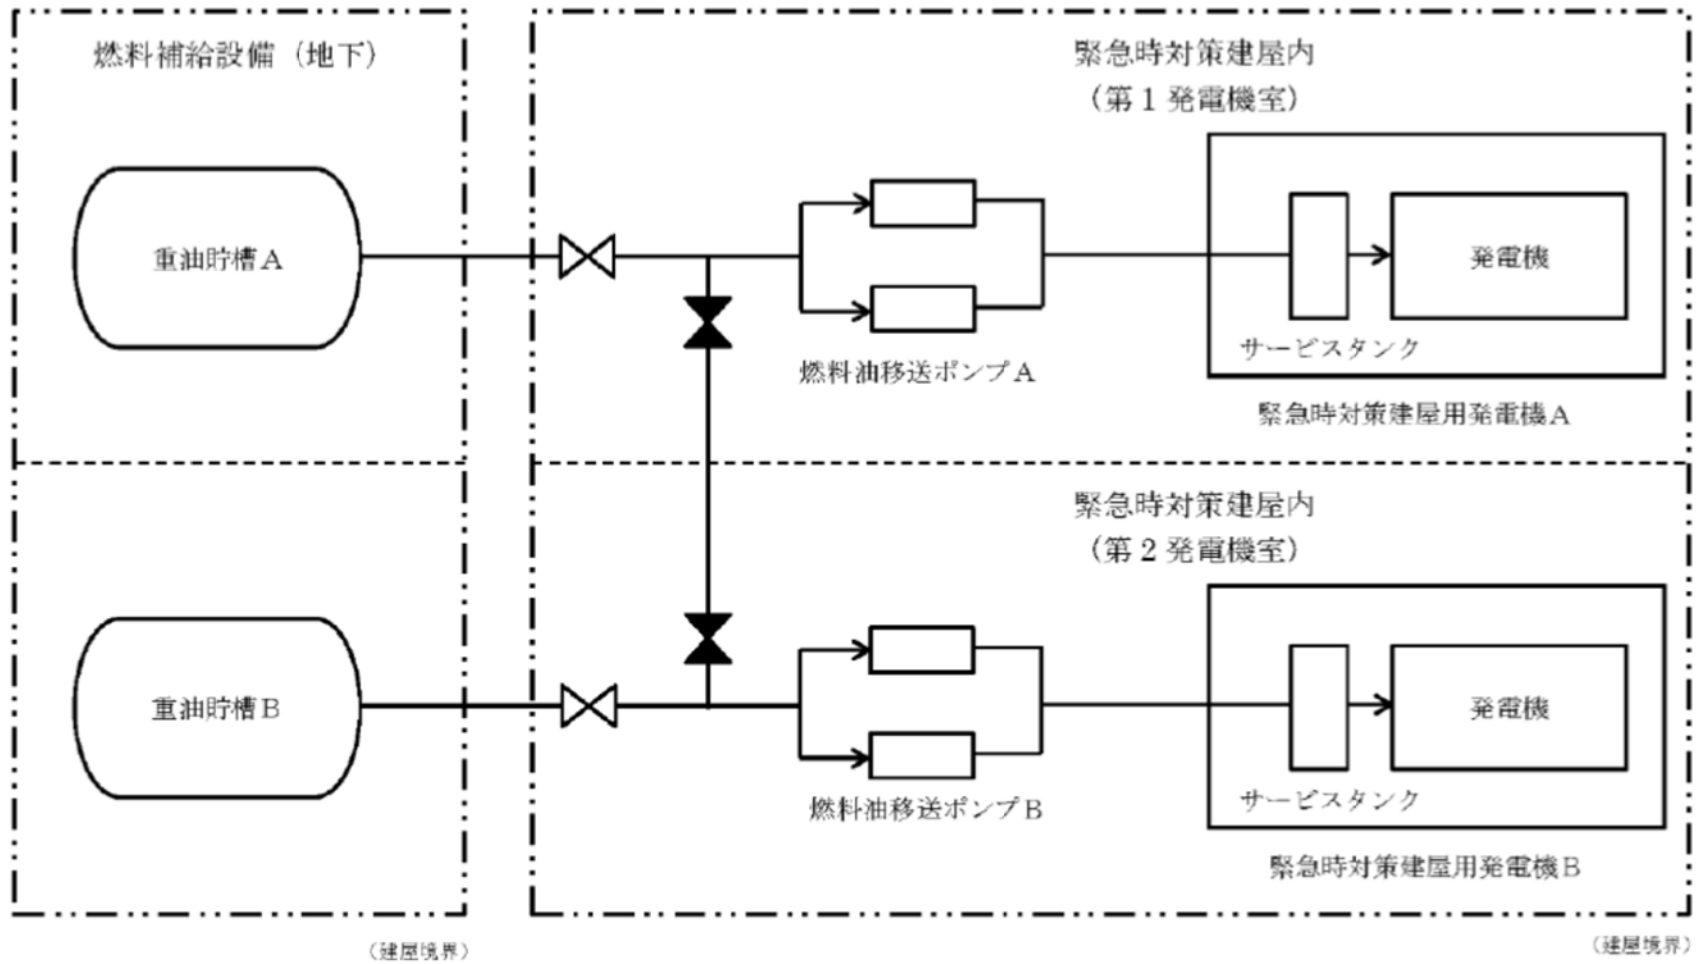 燃料補給設備（地下）
緊急時対策建屋内
（第１発電機室）
重油貯槽Ａ
発電機
サービスタンク
燃料油移送ポンプＡ
緊急時対策建屋用発電機Ａ
緊急時対策建屋内
（第２発電機室）
重油貯槽Ｂ
発電機
サービスタンク
燃料油移送ポンプＢ
緊急時対策建屋用発電機Ｂ
（建屋境界）
（建屋境界）